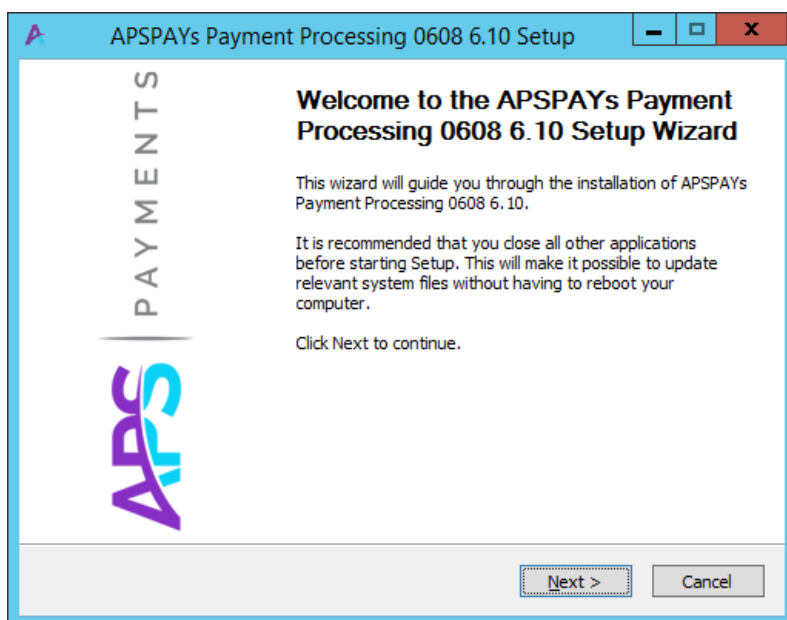 APSPAYs Payment Processing 0608 6.10 Setup
Welcome to the APSPAYs Payment
Processing 0608 6.10 Setup Wizard
This wizard will guide you through the installation of APSPAYs
Payment Processing 0608 6.10.
It is recommended that you close all other applications
before starting Setup. This will make it possible to update
relevant system files without having to reboot your
computer.
Click Next to continue.
APS | PAYMENTS
Next >
Cancel